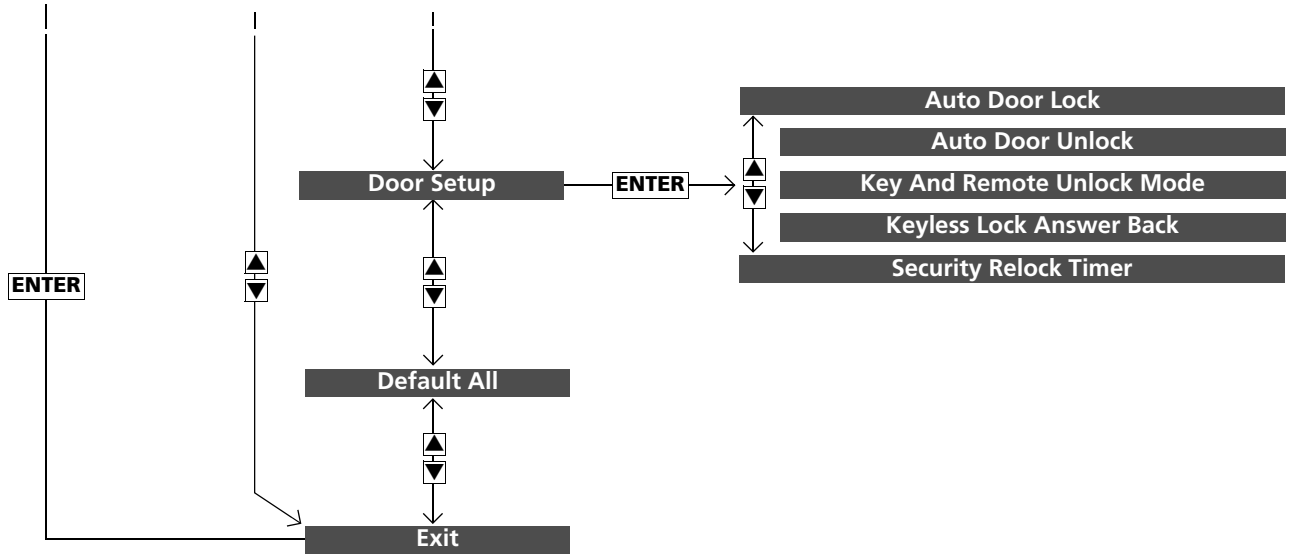 Auto Door Lock
Auto Door Unlock
Door Setup
ENTER
Key And Remote Unlock Mode
Keyless Lock Answer Back
Security Relock Timer
ENTER
Default All
Exit